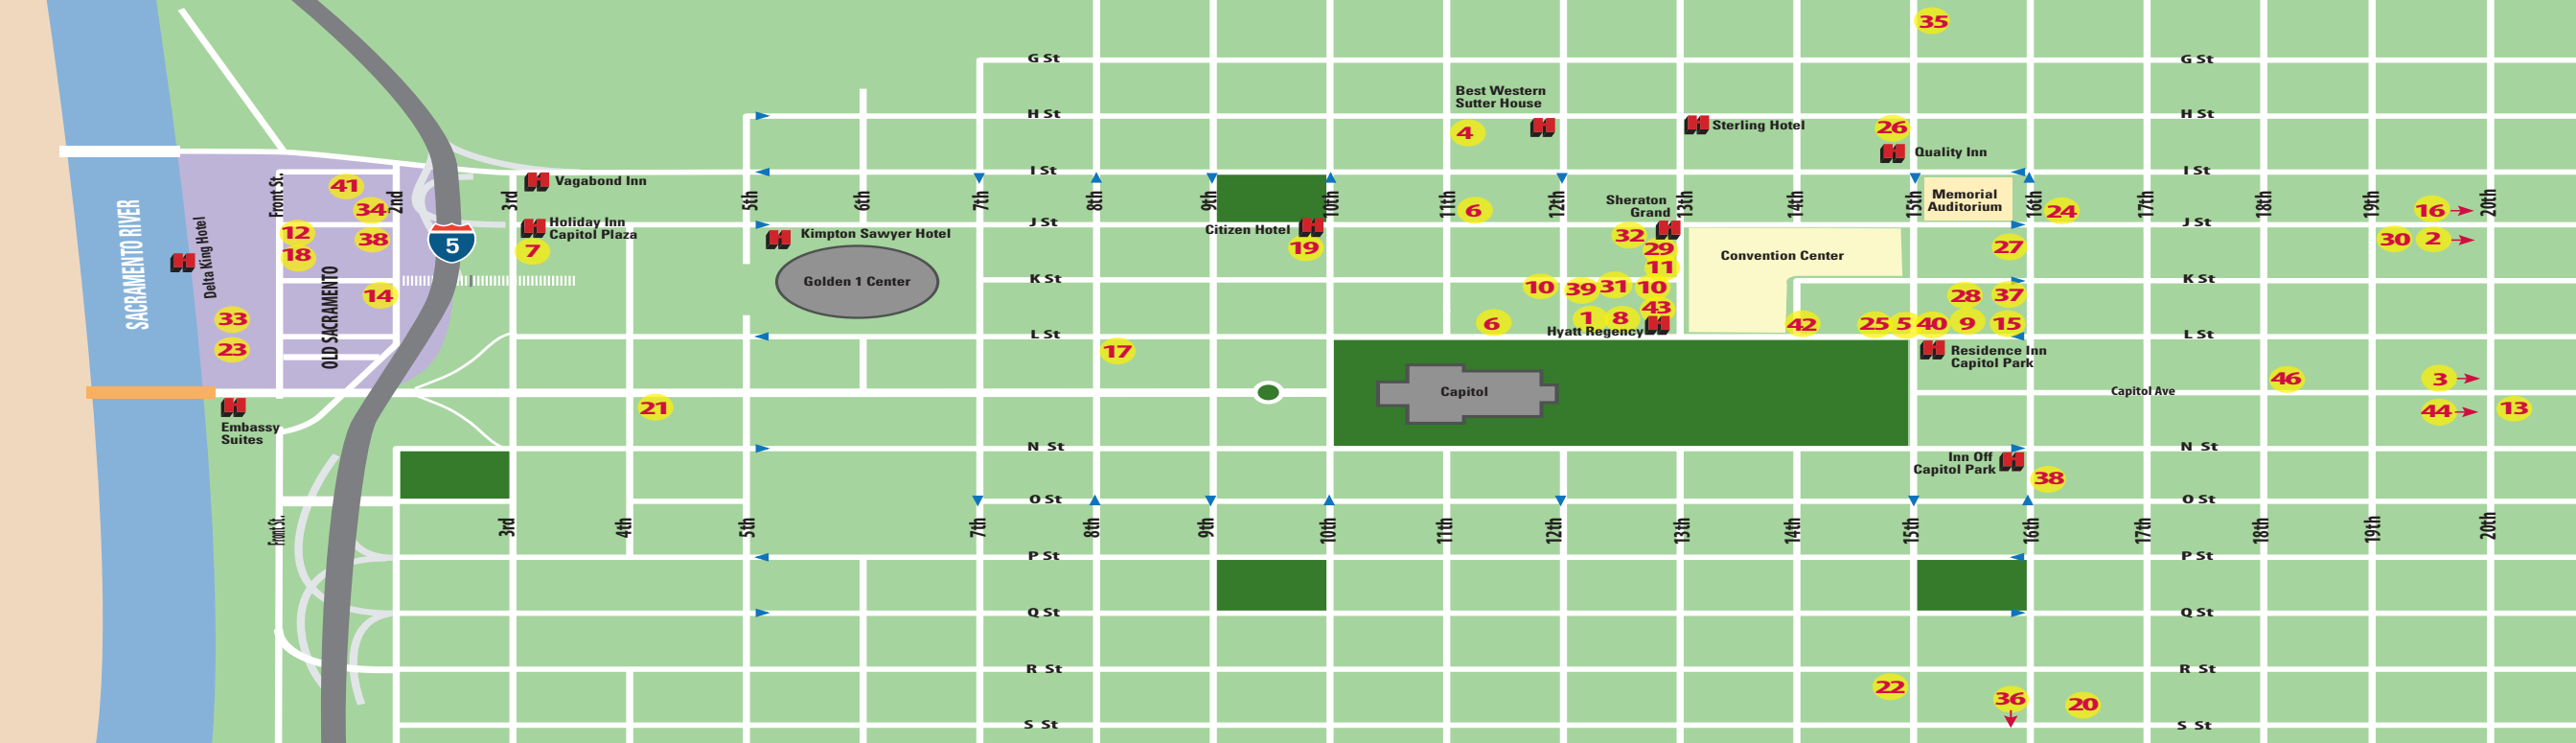 35
G St
G St
Best Western
Sutter House
H St
H St
4
Sterling Hotel
26
Quality Inn
I St
I St
41
Front St.
2nd
34
3rd
Vagabond Inn
5th
6th
7th
8th
9th
10th
11th
12th
13th
14th
15th
Memorial
Auditorium
16th
17th
18th
19th
20th
Sheraton
Grand
6
24
16
J St
J St
Holiday Inn
Capitol Plaza
7
Kimpton Sawyer Hotel
Citizen Hotel
19
12
18
38
5
32
29
11
Convention Center
27
30
2
SACRAMENTO RIVER
Delta King Hotel
OLD SACRAMENTO
14
Golden 1 Center
K St
K St
10
39
31
10
43
28
37
33
23
6
1
8
Hyatt Regency
42
25
5
40
9
15
L St
L St
17
Residence Inn
Capitol Park
Capitol
Capitol Ave
46
3
44
13
21
Embassy
Suites
N St
N St
Inn Off
Capitol Park
38
O St
O St
Front St.
3rd
4th
5th
7th
8th
9th
10th
11th
12th
13th
14th
15th
16th
17th
18th
19th
20th
P St
P St
Q St
Q St
R St
R St
22
36
20
S St
S St